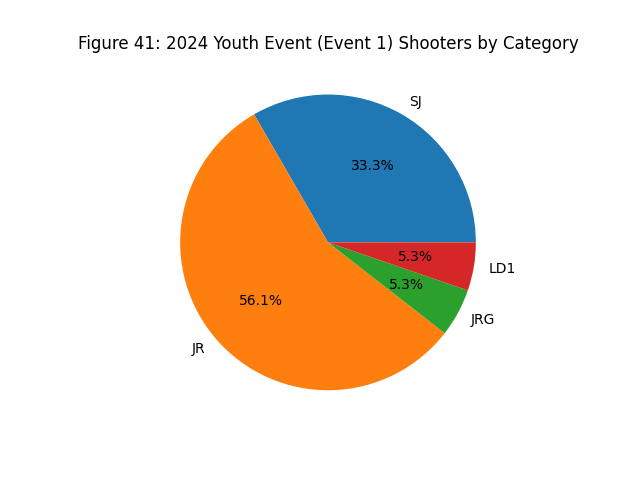 Figure 41: 2024 Youth Event (Event 1) Shooters by Category
SJ
33.3%
5.3%
LD1
5.3%
56.1%
JRG
JR